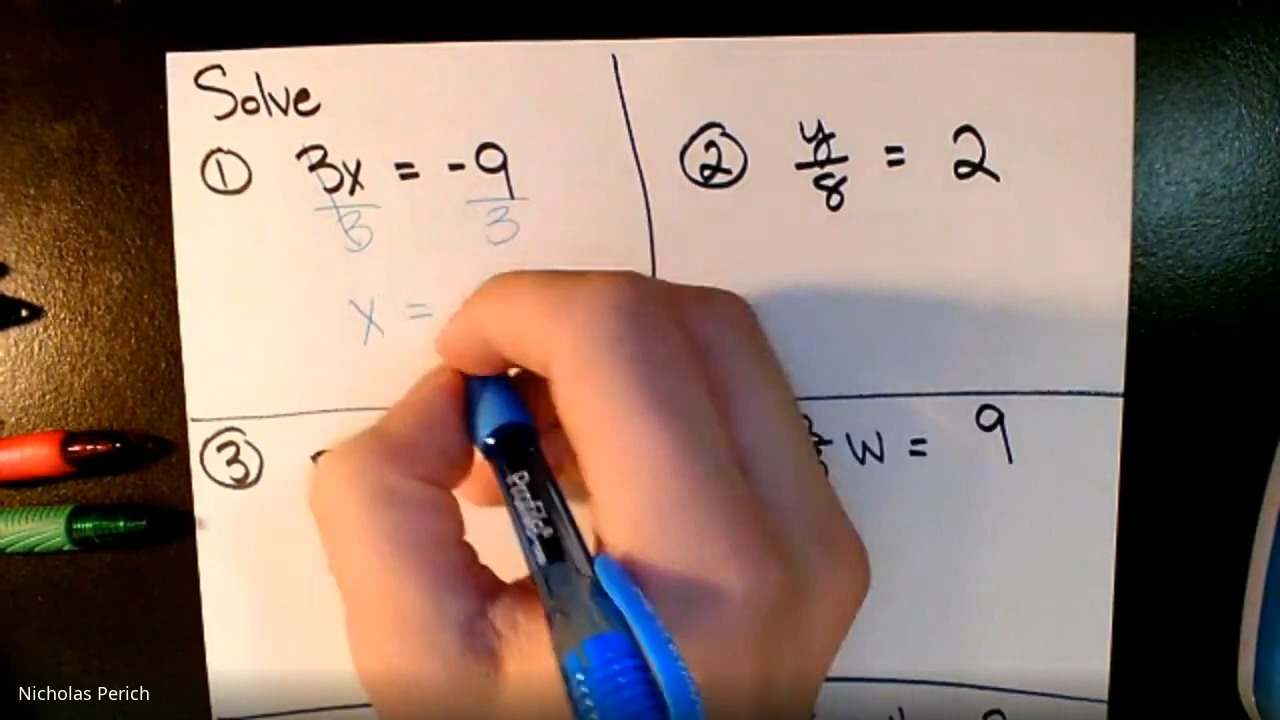 Solve
① 3x = -9
3 3
x =
② y/8 = 2
③
w = 9
Profile
Nicholas Perich